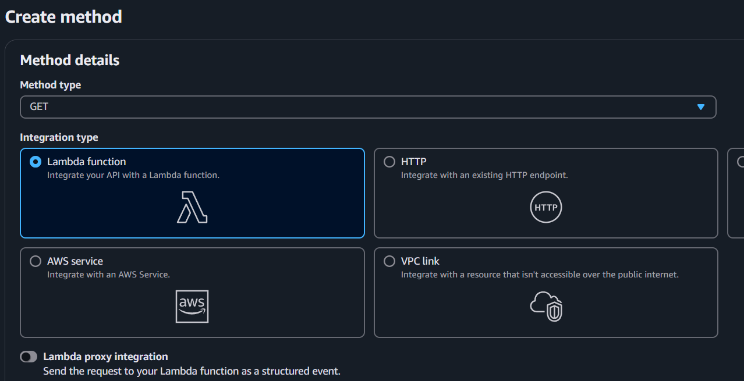 Create method
Method details
Method type
GET
Integration type
Lambda function
Integrate your API with a Lambda function.
HTTP
Integrate with an existing HTTP endpoint.
HTTP
AWS service
Integrate with an AWS Service.
aws
VPC link
Integrate with a resource that isn't accessible over the public internet.
Lambda proxy integration
Send the request to your Lambda function as a structured event.